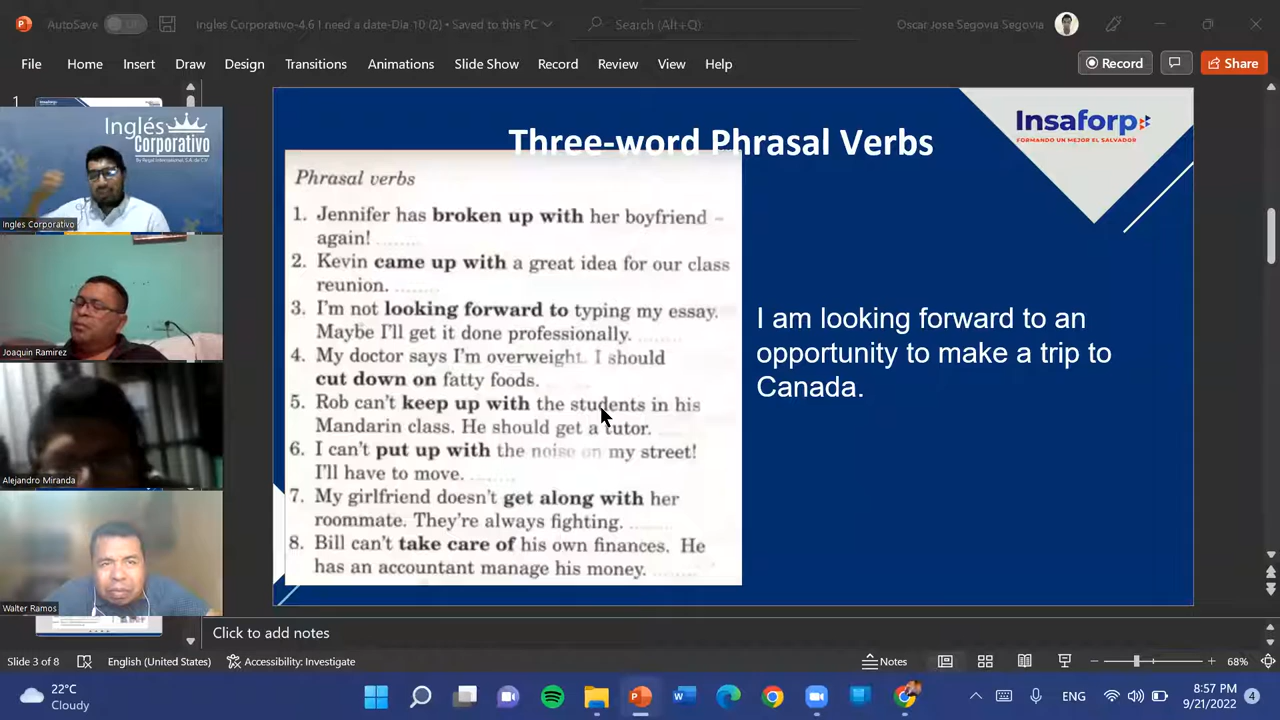 AutoSave
Off
Ingles Corporativo-4.6 I need a date-Dia 10 (2) • Saved to this PC
Search (Alt+Q)
Oscar Jose Segovia Segovia
File
Home
Insert
Draw
Design
Transitions
Animations
Slide Show
Record
Review
View
Help
Record
Share
1
Inglés
Corporativo
By Regal International, S.A. de C.V.
Ingles Corporativo
Joaquin Ramirez
Alejandro Miranda
Walter Ramos
Three-word Phrasal Verbs
Insaforp
FORMANDO UN MEJOR EL SALVADOR
Phrasal verbs
1. Jennifer has broken up with her boyfriend –
again! ........
2. Kevin came up with a great idea for our class
reunion. ........
3. I'm not looking forward to typing my essay.
Maybe I'll get it done professionally. ........
4. My doctor says I'm overweight. I should
cut down on fatty foods.
5. Rob can't keep up with the students in his
Mandarin class. He should get a tutor.
6. I can't put up with the noise on my street!
I'll have to move. ........
7. My girlfriend doesn't get along with her
roommate. They're always fighting. ........
8. Bill can't take care of his own finances. He
has an accountant manage his money. ........
I am looking forward to an
opportunity to make a trip to
Canada.
Click to add notes
Slide 3 of 8
English (United States)
Accessibility: Investigate
Notes
68%
22°C
Cloudy
ENG
8:57 PM
9/21/2022
4